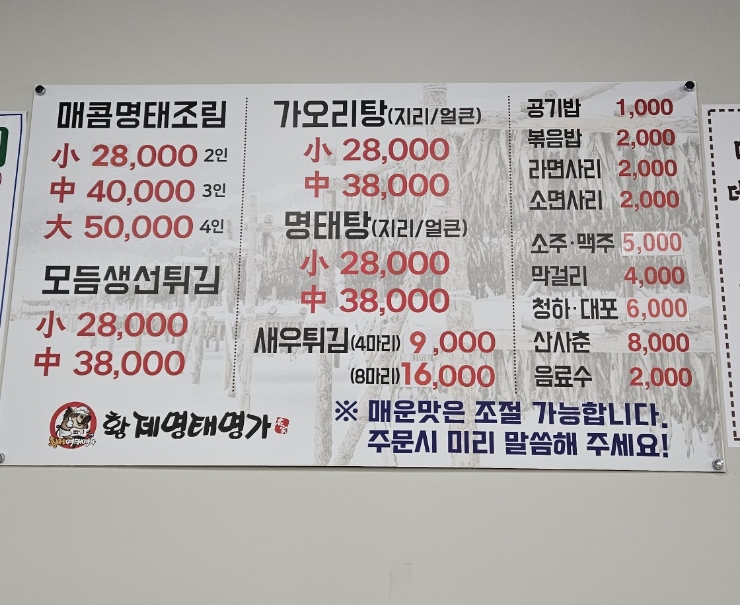 매콤명태조림
小 28,000 2인
中 40,000 3인
大 50,000 4인
모듬생선튀김
小 28,000
中 38,000
가오리탕(지리/얼큰)
小 28,000
中 38,000
명태탕(지리/얼큰)
小 28,000
中 38,000
새우튀김(4마리) 9,000
(8마리) 16,000
공기밥 1,000
볶음밥 2,000
라면사리 2,000
소면사리 2,000
소주·맥주 5,000
막걸리 4,000
청하·대포 6,000
산사춘 8,000
음료수 2,000
황제명태명가
※ 매운맛은 조절 가능합니다.
주문시 미리 말씀해 주세요!